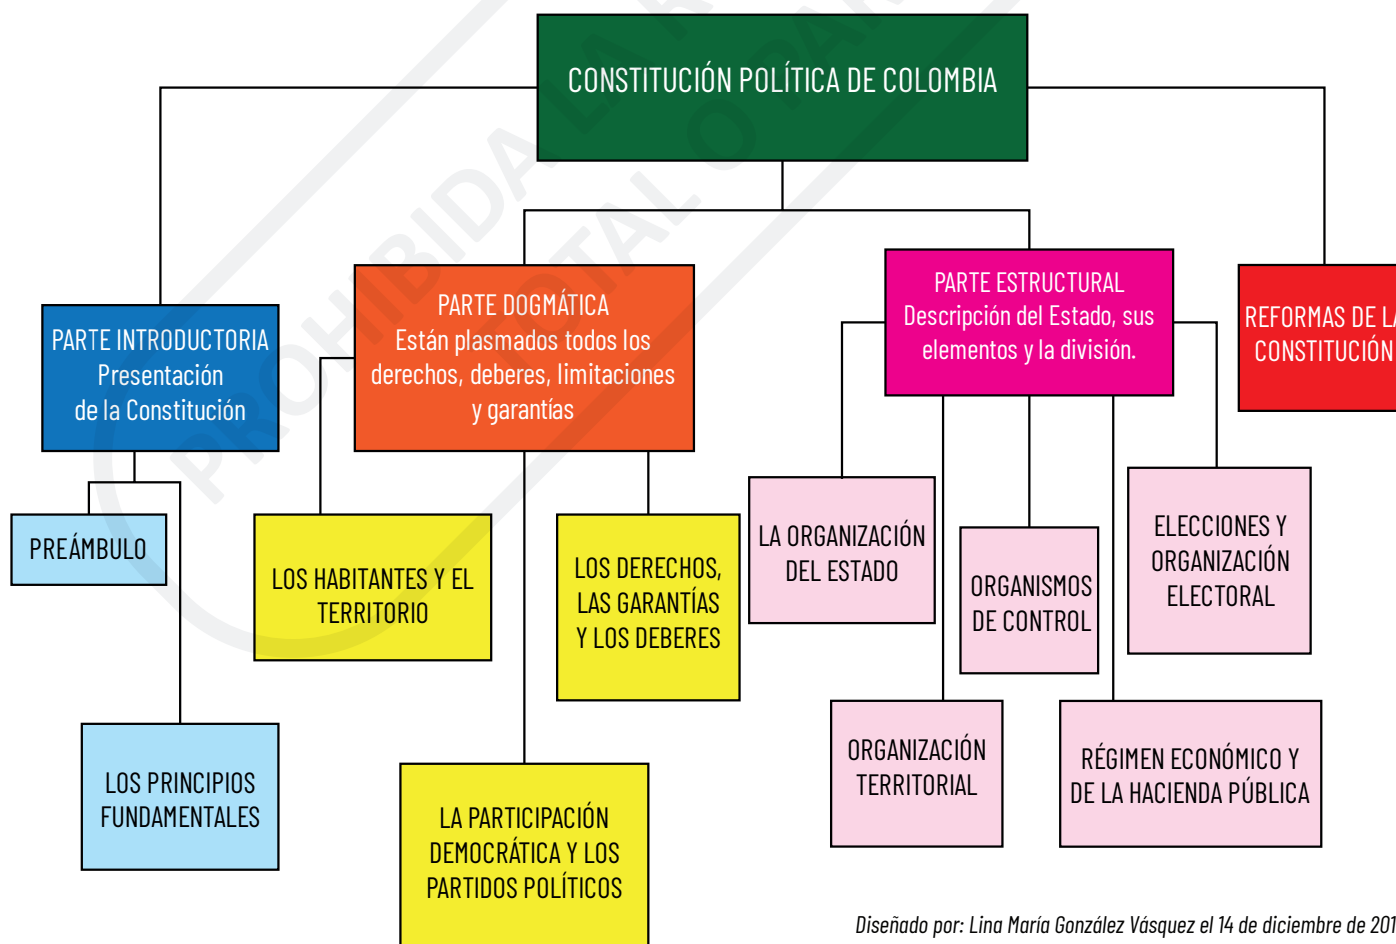 CONSTITUCIÓN POLÍTICA DE COLOMBIA
PARTE INTRODUCTORIA
Presentación
de la Constitución
PARTE DOGMÁTICA
Están plasmados todos los
derechos, deberes, limitaciones
y garantías
PARTE ESTRUCTURAL
Descripción del Estado, sus
elementos y la división.
REFORMAS DE LA
CONSTITUCIÓN
PREÁMBULO
LOS PRINCIPIOS
FUNDAMENTALES
LOS HABITANTES Y EL
TERRITORIO
LA PARTICIPACIÓN
DEMOCRÁTICA Y LOS
PARTIDOS POLÍTICOS
LOS DERECHOS,
LAS GARANTÍAS
Y LOS DEBERES
LA ORGANIZACIÓN
DEL ESTADO
ORGANIZACIÓN
TERRITORIAL
ORGANISMOS
DE CONTROL
RÉGIMEN ECONÓMICO Y
DE LA HACIENDA PÚBLICA
ELECCIONES Y
ORGANIZACIÓN
ELECTORAL
Diseñado por: Lina María González Vásquez el 14 de diciembre de 201
PROHIBIDA LA
TOTAL O